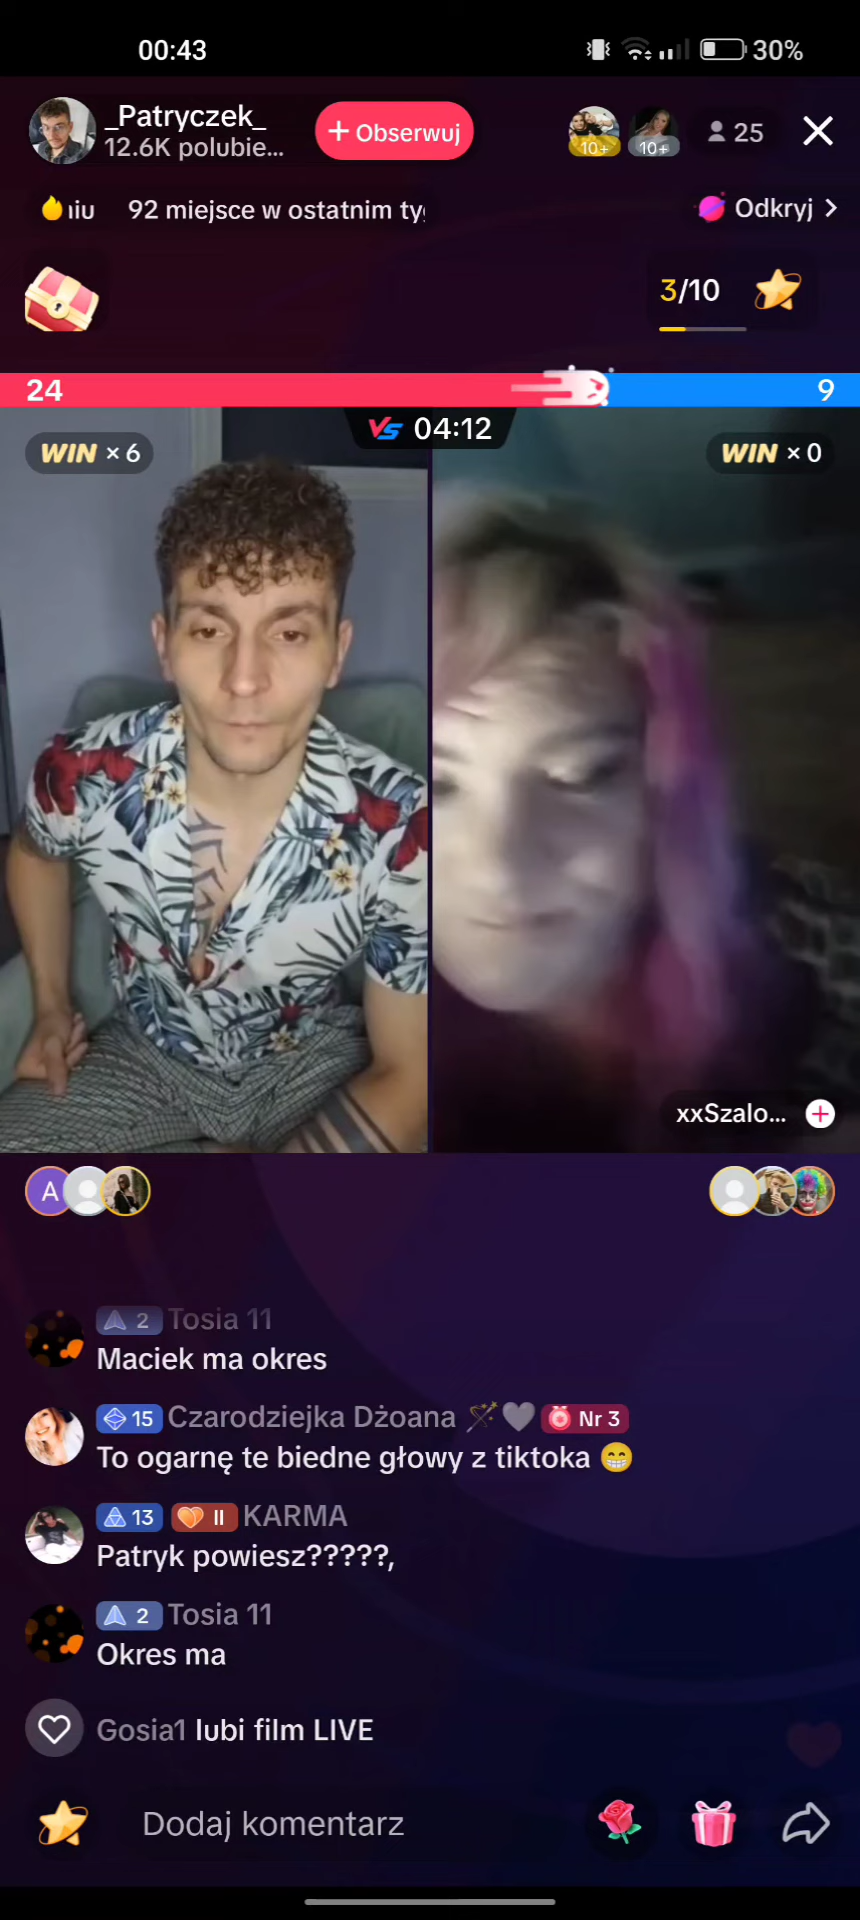 00:43
30%
_Patryczek_
+ Obserwuj
10+
10+
25
12.6K polubie...
niu 92 miejsce w ostatnim ty
Odkryj >
3/10
24
9
VS 04:12
WIN × 6
WIN × 0
xxSzalo...
A
2 Tosia 11
Maciek ma okres
15 Czarodziejka Dżoana 🪄🩶 Nr 3
To ogarnę te biedne głowy z tiktoka 😁
13 II KARMA
Patryk powiesz?????,
2 Tosia 11
Okres ma
Gosia1 lubi film LIVE
Dodaj komentarz